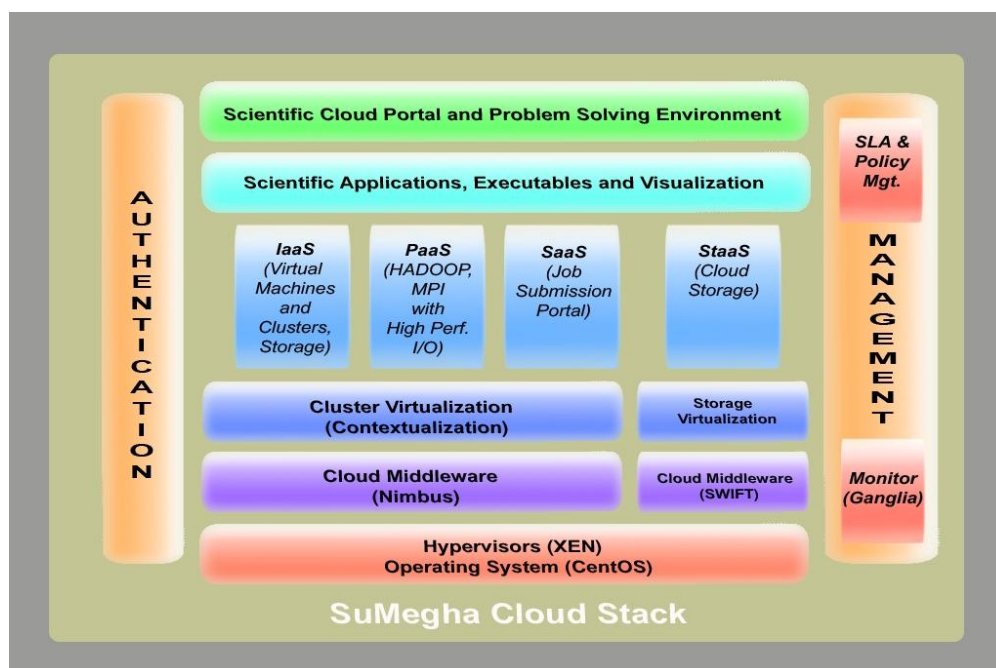 Scientific Cloud Portal and Problem Solving Environment
Scientific Applications, Executables and Visualization
AUTHENTICATION
IaaS
(Virtual
Machines
and
Clusters,
Storage)
PaaS
(HADOOP,
MPI
with
High Perf.
I/O)
SaaS
(Job
Submission
Portal)
StaaS
(Cloud
Storage)
Cluster Virtualization
(Contextualization)
Storage
Virtualization
Cloud Middleware
(Nimbus)
Cloud Middleware
(SWIFT)
Hypervisors (XEN)
Operating System (CentOS)
SLA &
Policy
Mgt.
MANAGEMENT
Monitor
(Ganglia)
SuMegha Cloud Stack